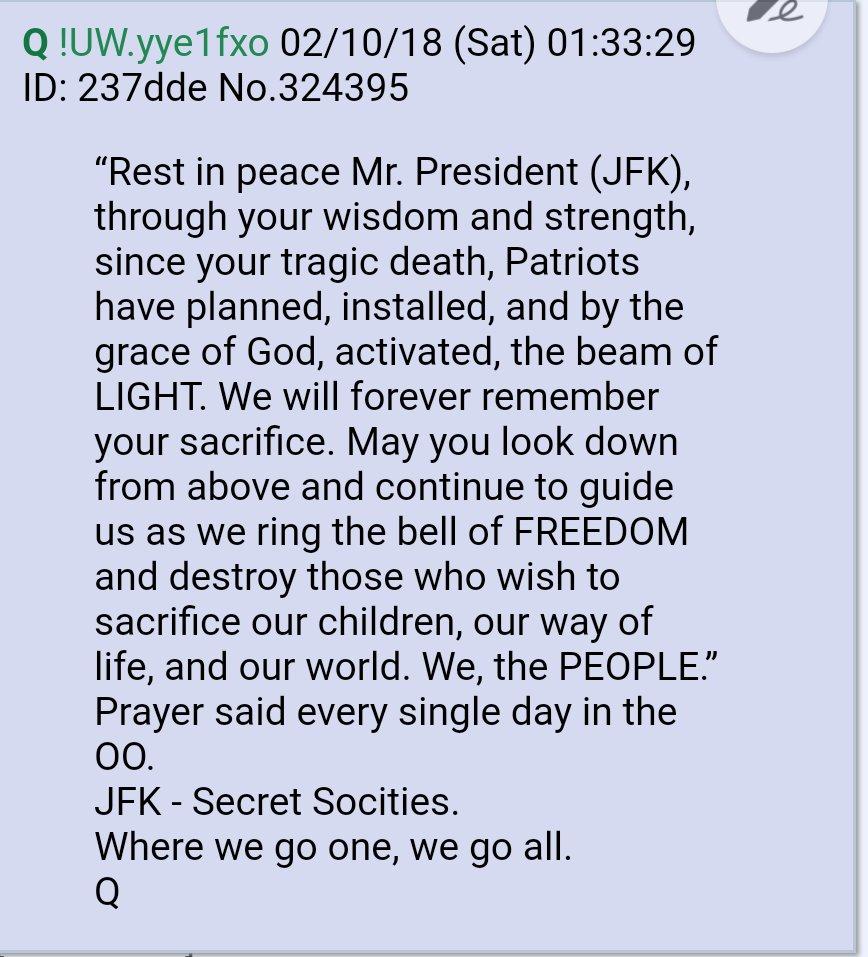 Q !UW.yye1fxo 02/10/18 (Sat) 01:33:29
ID: 237dde No.324395
“Rest in peace Mr. President (JFK),
through your wisdom and strength,
since your tragic death, Patriots
have planned, installed, and by the
grace of God, activated, the beam of
LIGHT. We will forever remember
your sacrifice. May you look down
from above and continue to guide
us as we ring the bell of FREEDOM
and destroy those who wish to
sacrifice our children, our way of
life, and our world. We, the PEOPLE.”
Prayer said every single day in the
OO.
JFK - Secret Socities.
Where we go one, we go all.
Q